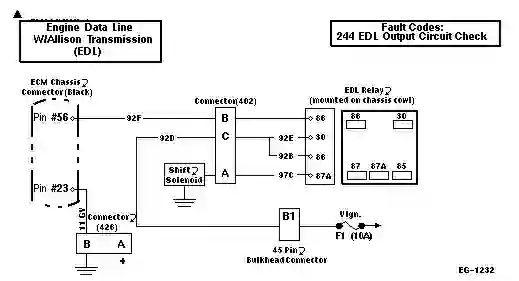 Engine Data Line
W/Allison Transmission
(EDL)
Fault Codes:
244 EDL Output Circuit Check
ECM Chassis
Connector(Black)
Pin #56
Pin #23
92F
92D
11 GY
Connector(402)
B
C
A
Shift
Solenoid
92E
92B
97C
86
30
86
87A
EDL Relay
(mounted on chassis cowl)
86
30
87
87A
85
Connector
(426)
B A
+
B1
45 Pin
Bulkhead Connector
Vign.
F1 (10A)
EG-1232